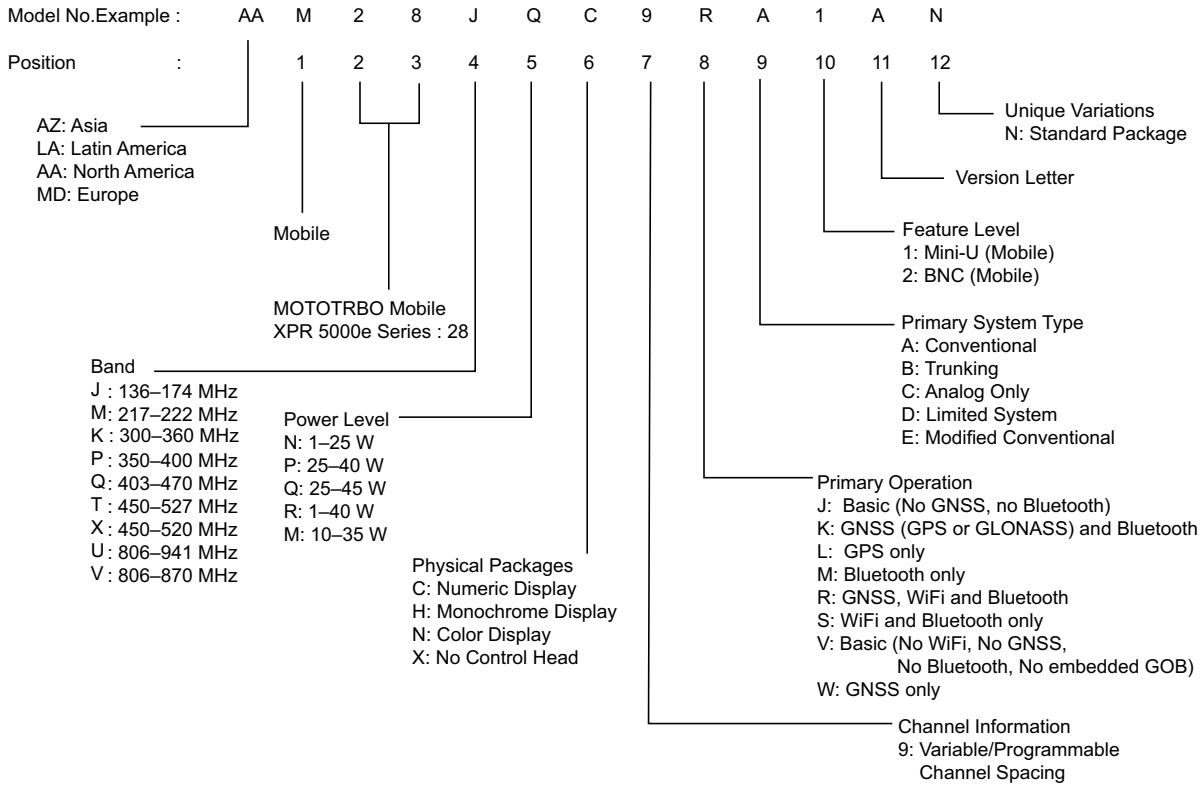 Model No.Example : AA M 2 8 J Q C 9 R A 1 A N
Position : 1 2 3 4 5 6 7 8 9 10 11 12
AZ: Asia
LA: Latin America
AA: North America
MD: Europe
Mobile
MOTOTRBO Mobile
XPR 5000e Series : 28
Band
J : 136–174 MHz
M: 217–222 MHz
K : 300–360 MHz
P : 350–400 MHz
Q : 403–470 MHz
T : 450–527 MHz
X : 450–520 MHz
U : 806–941 MHz
V : 806–870 MHz
Power Level
N: 1–25 W
P: 25–40 W
Q: 25–45 W
R: 1–40 W
M: 10–35 W
Physical Packages
C: Numeric Display
H: Monochrome Display
N: Color Display
X: No Control Head
Unique Variations
N: Standard Package
Version Letter
Feature Level
1: Mini-U (Mobile)
2: BNC (Mobile)
Primary System Type
A: Conventional
B: Trunking
C: Analog Only
D: Limited System
E: Modified Conventional
Primary Operation
J: Basic (No GNSS, no Bluetooth)
K: GNSS (GPS or GLONASS) and Bluetooth
L: GPS only
M: Bluetooth only
R: GNSS, WiFi and Bluetooth
S: WiFi and Bluetooth only
V: Basic (No WiFi, No GNSS,
No Bluetooth, No embedded GOB)
W: GNSS only
Channel Information
9: Variable/Programmable
Channel Spacing